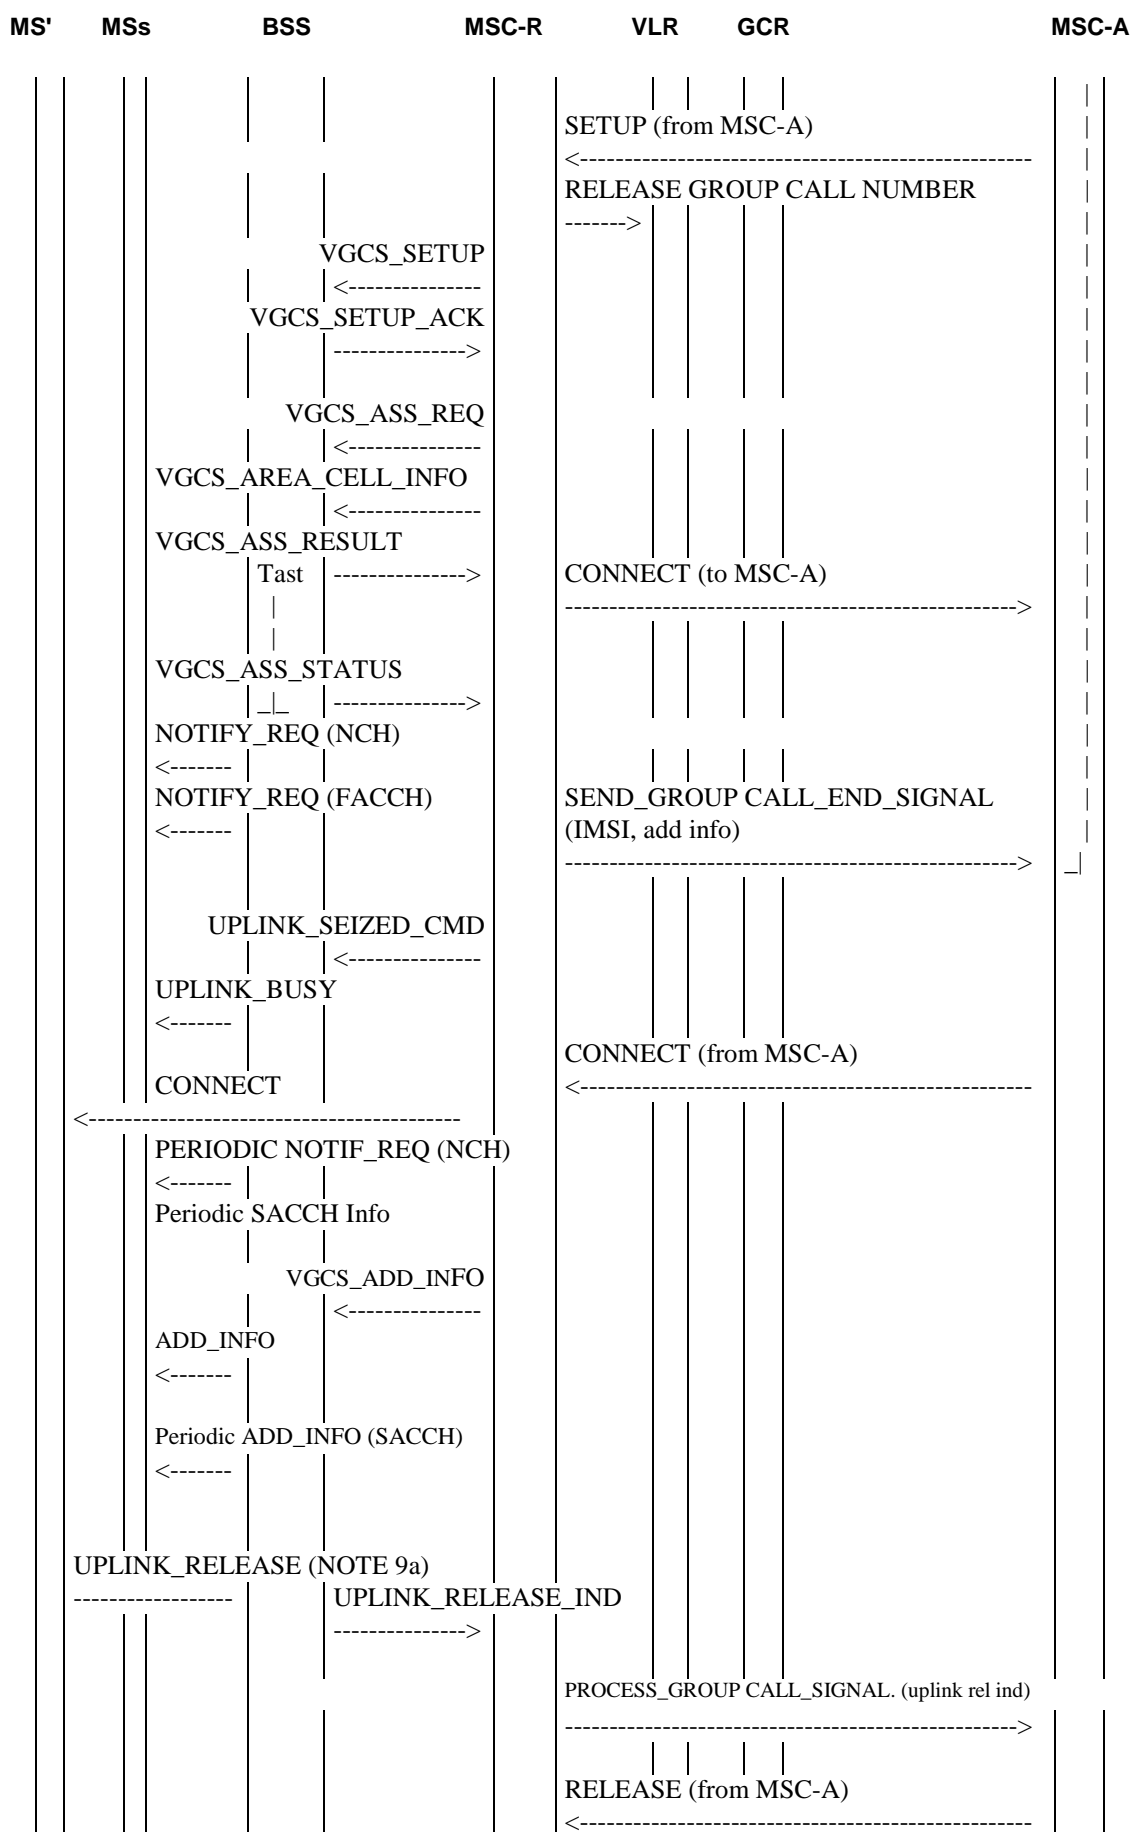 MS' MSs BSS MSC-R VLR GCR MSC-A
SETUP (from MSC-A)
<---------------------------------------------------
RELEASE GROUP CALL NUMBER
------->
VGCS_SETUP
<---------------
VGCS_SETUP_ACK
--------------->
VGCS_ASS_REQ
<---------------
VGCS_AREA_CELL_INFO
<---------------
VGCS_ASS_RESULT
Tast ---------------> CONNECT (to MSC-A)
--------------------------------------------------->
VGCS_ASS_STATUS
_|_ --------------->
NOTIFY_REQ (NCH)
<-------
NOTIFY_REQ (FACCH) SEND_GROUP CALL_END_SIGNAL
<------- (IMSI, add info)
---------------------------------------------------> _|
UPLINK_SEIZED_CMD
<---------------
UPLINK_BUSY
<-------
CONNECT (from MSC-A)
CONNECT <---------------------------------------------------
<------------------------------------------
PERIODIC NOTIF_REQ (NCH)
<-------
Periodic SACCH Info
VGCS_ADD_INFO
<---------------
ADD_INFO
<-------
Periodic ADD_INFO (SACCH)
<-------
UPLINK_RELEASE (NOTE 9a)
------------------ UPLINK_RELEASE_IND
--------------->
PROCESS_GROUP CALL_SIGNAL. (uplink rel ind)
--------------------------------------------------->
RELEASE (from MSC-A)
<---------------------------------------------------